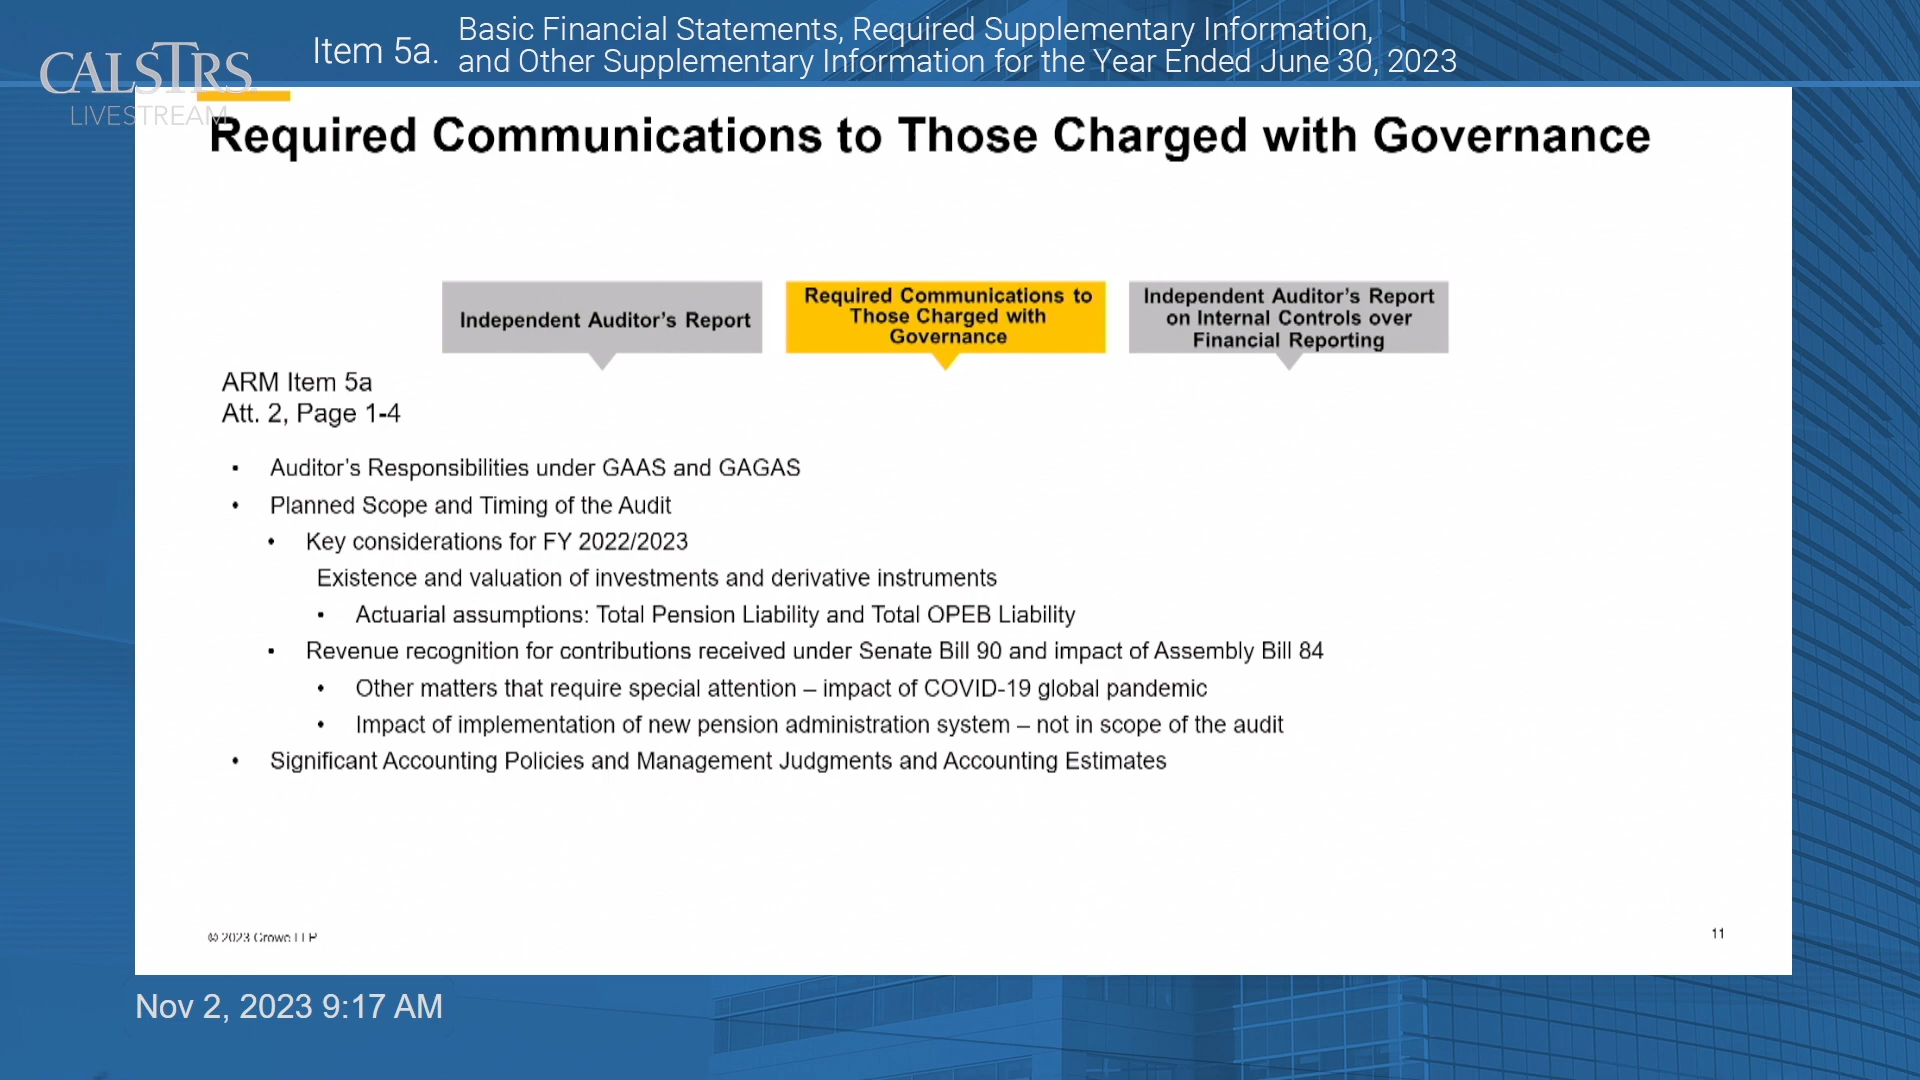 CALSTRS
LIVESTREAM
Item 5a.
Basic Financial Statements, Required Supplementary Information,
and Other Supplementary Information for the Year Ended June 30, 2023
Required Communications to Those Charged with Governance
Independent Auditor's Report
Required Communications to
Those Charged with
Governance
Independent Auditor's Report
on Internal Controls over
Financial Reporting
ARM Item 5a
Att. 2, Page 1-4
• Auditor's Responsibilities under GAAS and GAGAS
• Planned Scope and Timing of the Audit
• Key considerations for FY 2022/2023
Existence and valuation of investments and derivative instruments
• Actuarial assumptions: Total Pension Liability and Total OPEB Liability
• Revenue recognition for contributions received under Senate Bill 90 and impact of Assembly Bill 84
• Other matters that require special attention – impact of COVID-19 global pandemic
• Impact of implementation of new pension administration system – not in scope of the audit
• Significant Accounting Policies and Management Judgments and Accounting Estimates
© 2023 Crowe LLP
11
Nov 2, 2023 9:17 AM